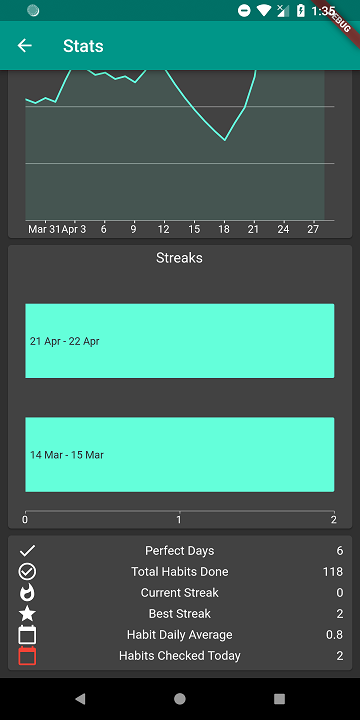 1:35
DEBUG
Stats
Mar 31 Apr 3 6 9 12 15 18 21 24 27
Streaks
21 Apr - 22 Apr
14 Mar - 15 Mar
0 1 2
Perfect Days 6
Total Habits Done 118
Current Streak 0
Best Streak 2
Habit Daily Average 0.8
Habits Checked Today 2